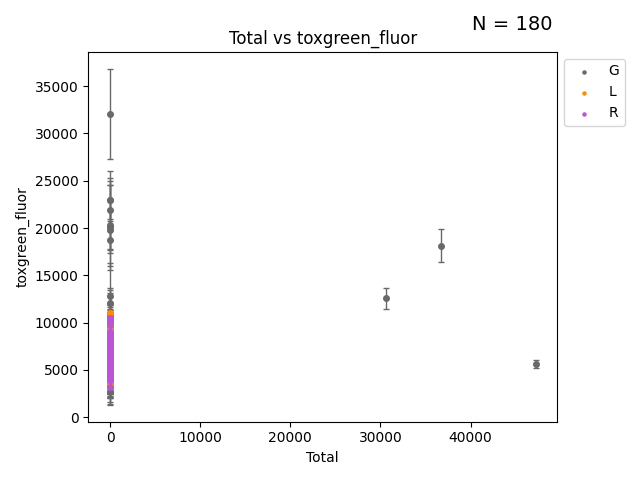 N = 180
Total vs toxgreen_fluor
G
L
R
35000
30000
25000
20000
15000
10000
5000
0
toxgreen_fluor
0 10000 20000 30000 40000
Total